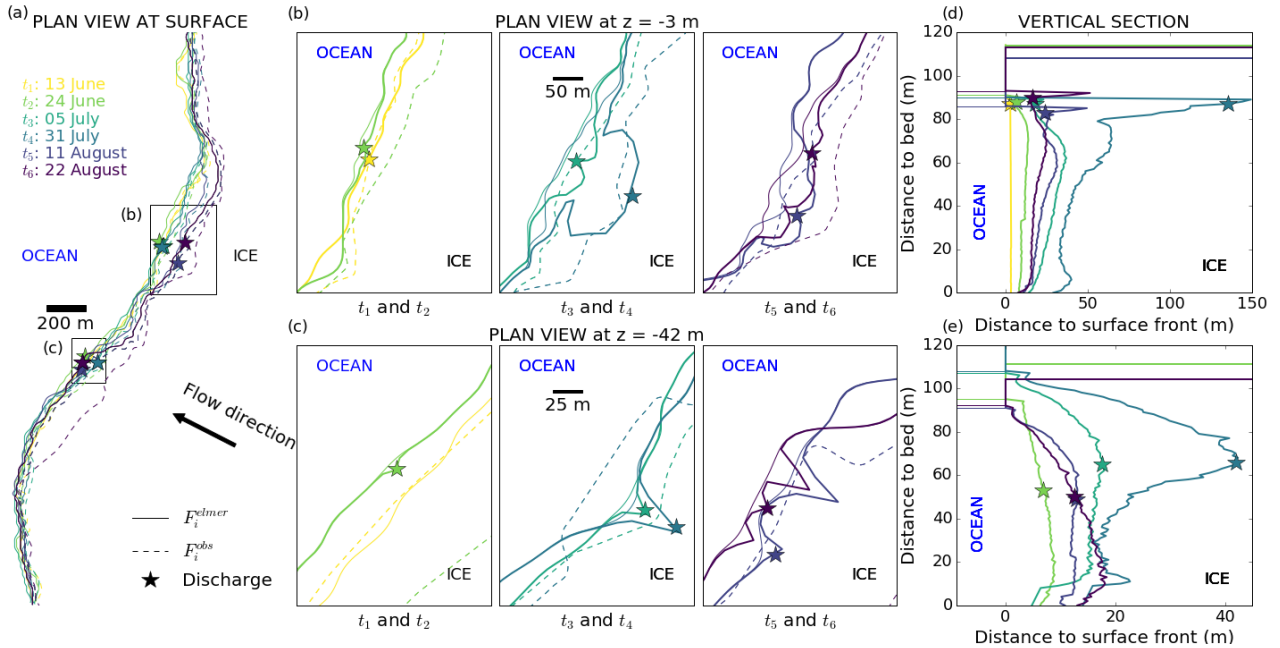 (a)
PLAN VIEW AT SURFACE
t₁: 13 June
t₂: 24 June
t₃: 05 July
t₄: 31 July
t₅: 11 August
t₆: 22 August
(b)
OCEAN
ICE
200 m
(c)
Flow direction
F_i^{elmer}
F_i^{obs}
Discharge
(b)
PLAN VIEW at z = -3 m
OCEAN
ICE
t₁ and t₂
OCEAN
50 m
ICE
t₃ and t₄
OCEAN
ICE
t₅ and t₆
(c)
PLAN VIEW at z = -42 m
OCEAN
ICE
t₁ and t₂
OCEAN
25 m
ICE
t₃ and t₄
OCEAN
ICE
t₅ and t₆
(d)
VERTICAL SECTION
120
100
80
60
40
20
0
Distance to bed (m)
OCEAN
ICE
0 50 100 150
Distance to surface front (m)
(e)
120
100
80
60
40
20
0
Distance to bed (m)
OCEAN
ICE
0 20 40
Distance to surface front (m)